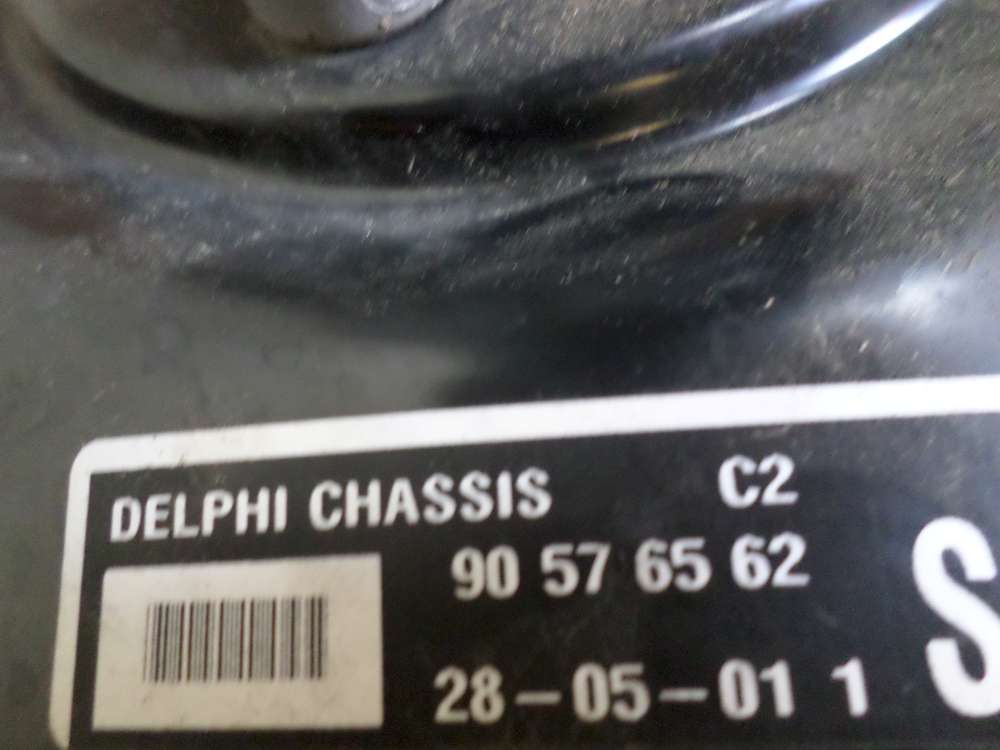 DELPHI CHASSIS C2
90 57 65 62
28-05-01 1
S